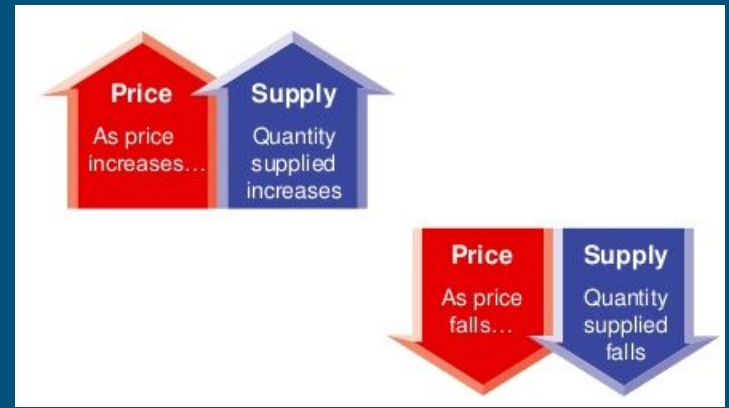 Price
As price
increases…
Supply
Quantity
supplied
increases
Price
As price
falls…
Supply
Quantity
supplied
falls